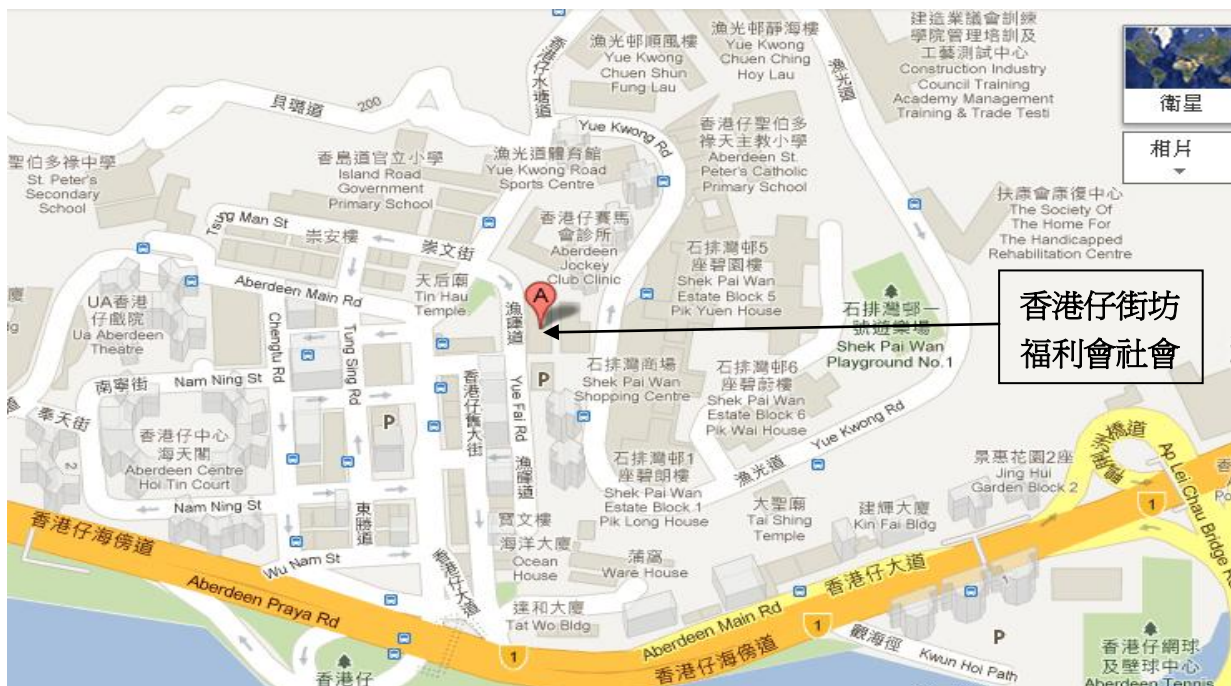 建造業議會訓練
學院管理培訓及
工藝測試中心
Construction Industry
Council Training
Academy Management
Training & Trade Testi
漁光邨順風樓
Yue Kwong
Chuen Shun
Fung Lau
漁光邨靜海樓
Yue Kwong
Chuen Ching
Hoy Lau
漁光道
衛星
相片
香港仔水塘道
貝璐道
200
Yue Kwong Rd
聖伯多祿中學
St. Peter's
Secondary
School
香島道官立小學
Island Road
Government
Primary School
漁光道體育館
Yue Kwong Road
Sports Centre
香港仔聖伯多
祿天主教小學
Aberdeen St.
Peter's Catholic
Primary School
扶康會康復中心
The Society Of
The Home For
The Handicapped
Rehabilitation Centre
Tsung Man St
崇安樓
崇文街
香港仔賽馬
會診所
Aberdeen
Jockey
Club Clinic
石排灣邨5
座碧園樓
Shek Pai Wan
Estate Block 5
Pik Yuen House
Aberdeen Main Rd
天后廟
Tin Hau
Temple
漁暉道
A
石排灣邨一
號遊樂場
Shek Pai Wan
Playground No.1
香港仔街坊
福利會社會
廈
dg
UA香港
仔戲院
Ua Aberdeen
Theatre
Chengtu Rd
Tung Sing Rd
石排灣商場
Shek Pai Wan
Shopping Centre
石排灣邨6
座碧蔚樓
Shek Pai Wan
Estate Block 6
Pik Wai House
南寧街
Nam Ning St
奉天街
P
P
香港仔舊大街
Yue Fai Rd
漁暉道
Yue Kwong Rd
漁光道
香港仔中心
海天閣
Aberdeen Centre
Hoi Tin Court
2
石排灣邨1
座碧朗樓
Shek Pai Wan
Estate Block 1
Pik Long House
景惠花園2座
Jing Hui
Garden Block 2
鴨脷洲橋道
Ap Lei Chau Bridge R
1
Po
Nam Ning St
東勝道
寶文樓
大聖廟
Tai Shing
Temple
建輝大廈
Kin Fai Bldg
香港仔海傍道
Wu Nam St
香港仔大道
海洋大廈
Ocean
House
蒲窩
Ware House
香港仔大道
1
Aberdeen Praya Rd
達和大廈
Tat Wo Bldg
1
Aberdeen Main Rd
香港仔海傍道
1
觀海徑
Kwun Hoi Path
P
香港仔
香港仔網球
及壁球中心
Aberdeen Tennis